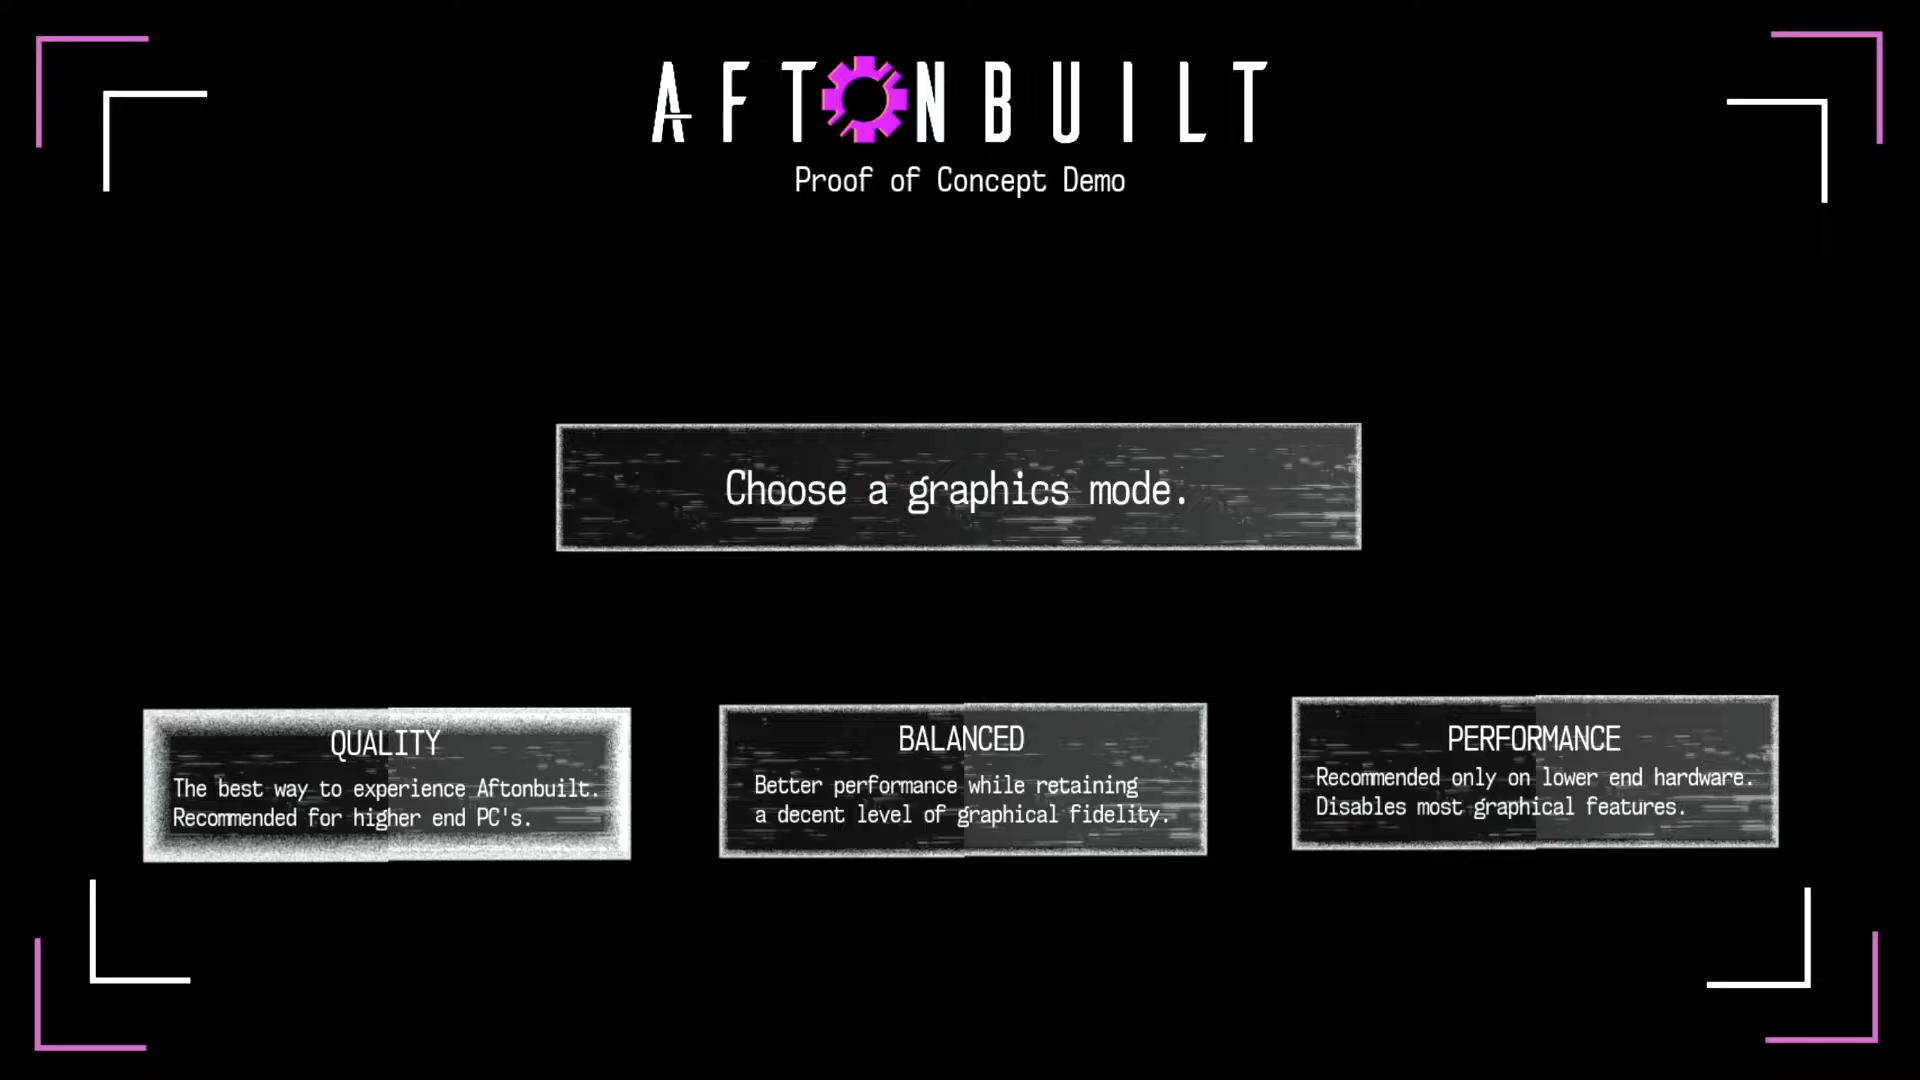 AFTONBUILT
Proof of Concept Demo
Choose a graphics mode.
QUALITY
The best way to experience Aftonbuilt.
Recommended for higher end PC's.
BALANCED
Better performance while retaining
a decent level of graphical fidelity.
PERFORMANCE
Recommended only on lower end hardware.
Disables most graphical features.